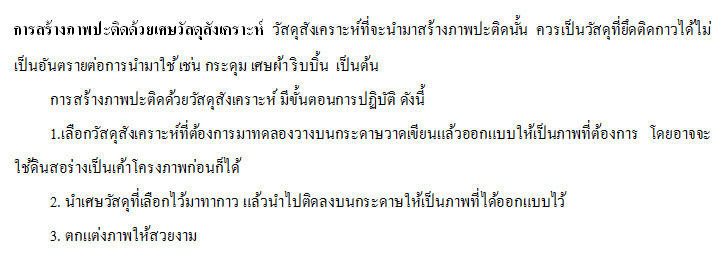 การสร้างภาพปะติดด้วยเศษวัสดุสังเคราะห์ วัสดุสังเคราะห์ที่จะนำมาสร้างภาพปะติดนั้น ควรเป็นวัสดุที่ยึดติดกาวได้ไม่
เป็นอันตรายต่อการนำมาใช้ เช่น กระดุม เศษผ้า ริบบิ้น เป็นต้น
การสร้างภาพปะติดด้วยวัสดุสังเคราะห์ มีขั้นตอนการปฏิบัติ ดังนี้
1.เลือกวัสดุสังเคราะห์ที่ต้องการมาทดลองวางบนกระดาษวาดเขียนแล้วออกแบบให้เป็นภาพที่ต้องการ โดยอาจจะ
ใช้ดินสอร่างเป็นเค้าโครงภาพก่อนก็ได้
2. นำเศษวัสดุที่เลือกไว้มาทากาว แล้วนำไปติดลงบนกระดาษให้เป็นภาพที่ได้ออกแบบไว้
3. ตกแต่งภาพให้สวยงาม